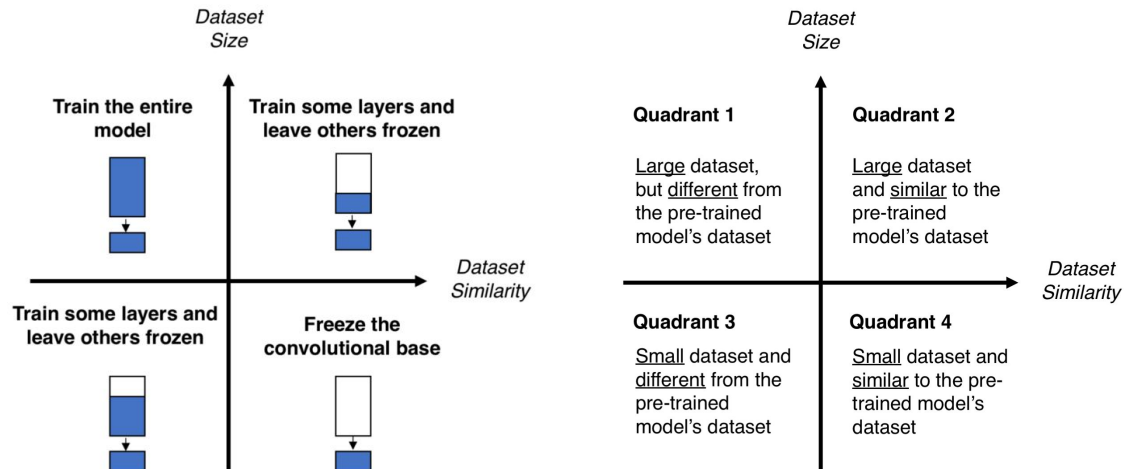 Dataset
Size
Train the entire
model
Train some layers and
leave others frozen
Dataset
Similarity
Train some layers and
leave others frozen
Freeze the
convolutional base
Dataset
Size
Quadrant 1
Large dataset,
but different from
the pre-trained
model's dataset
Quadrant 2
Large dataset
and similar to the
pre-trained
model's dataset
Dataset
Similarity
Quadrant 3
Small dataset and
different from the
pre-trained
model's dataset
Quadrant 4
Small dataset and
similar to the pre-
trained model's
dataset